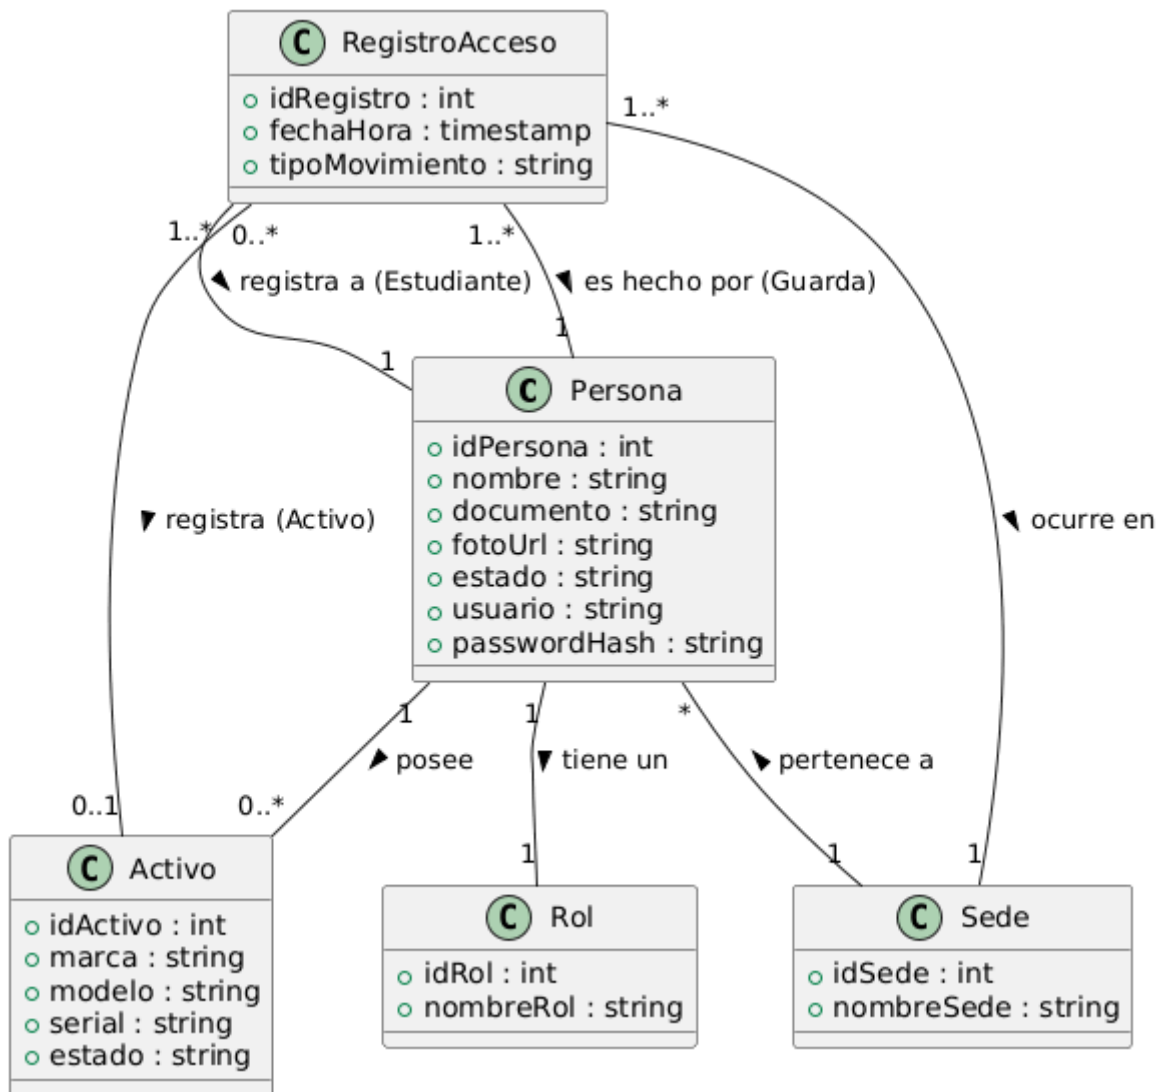 C RegistroAcceso
idRegistro : int
fechaHora : timestamp
tipoMovimiento : string
1..*
1..*
0..*
1..*
registra a (Estudiante)
es hecho por (Guarda)
1
1
C Persona
idPersona : int
nombre : string
documento : string
fotoUrl : string
estado : string
usuario : string
passwordHash : string
registra (Activo)
ocurre en
1
1
*
posee
tiene un
pertenece a
0..1
0..*
1
1
1
C Activo
idActivo : int
marca : string
modelo : string
serial : string
estado : string
C Rol
idRol : int
nombreRol : string
C Sede
idSede : int
nombreSede : string